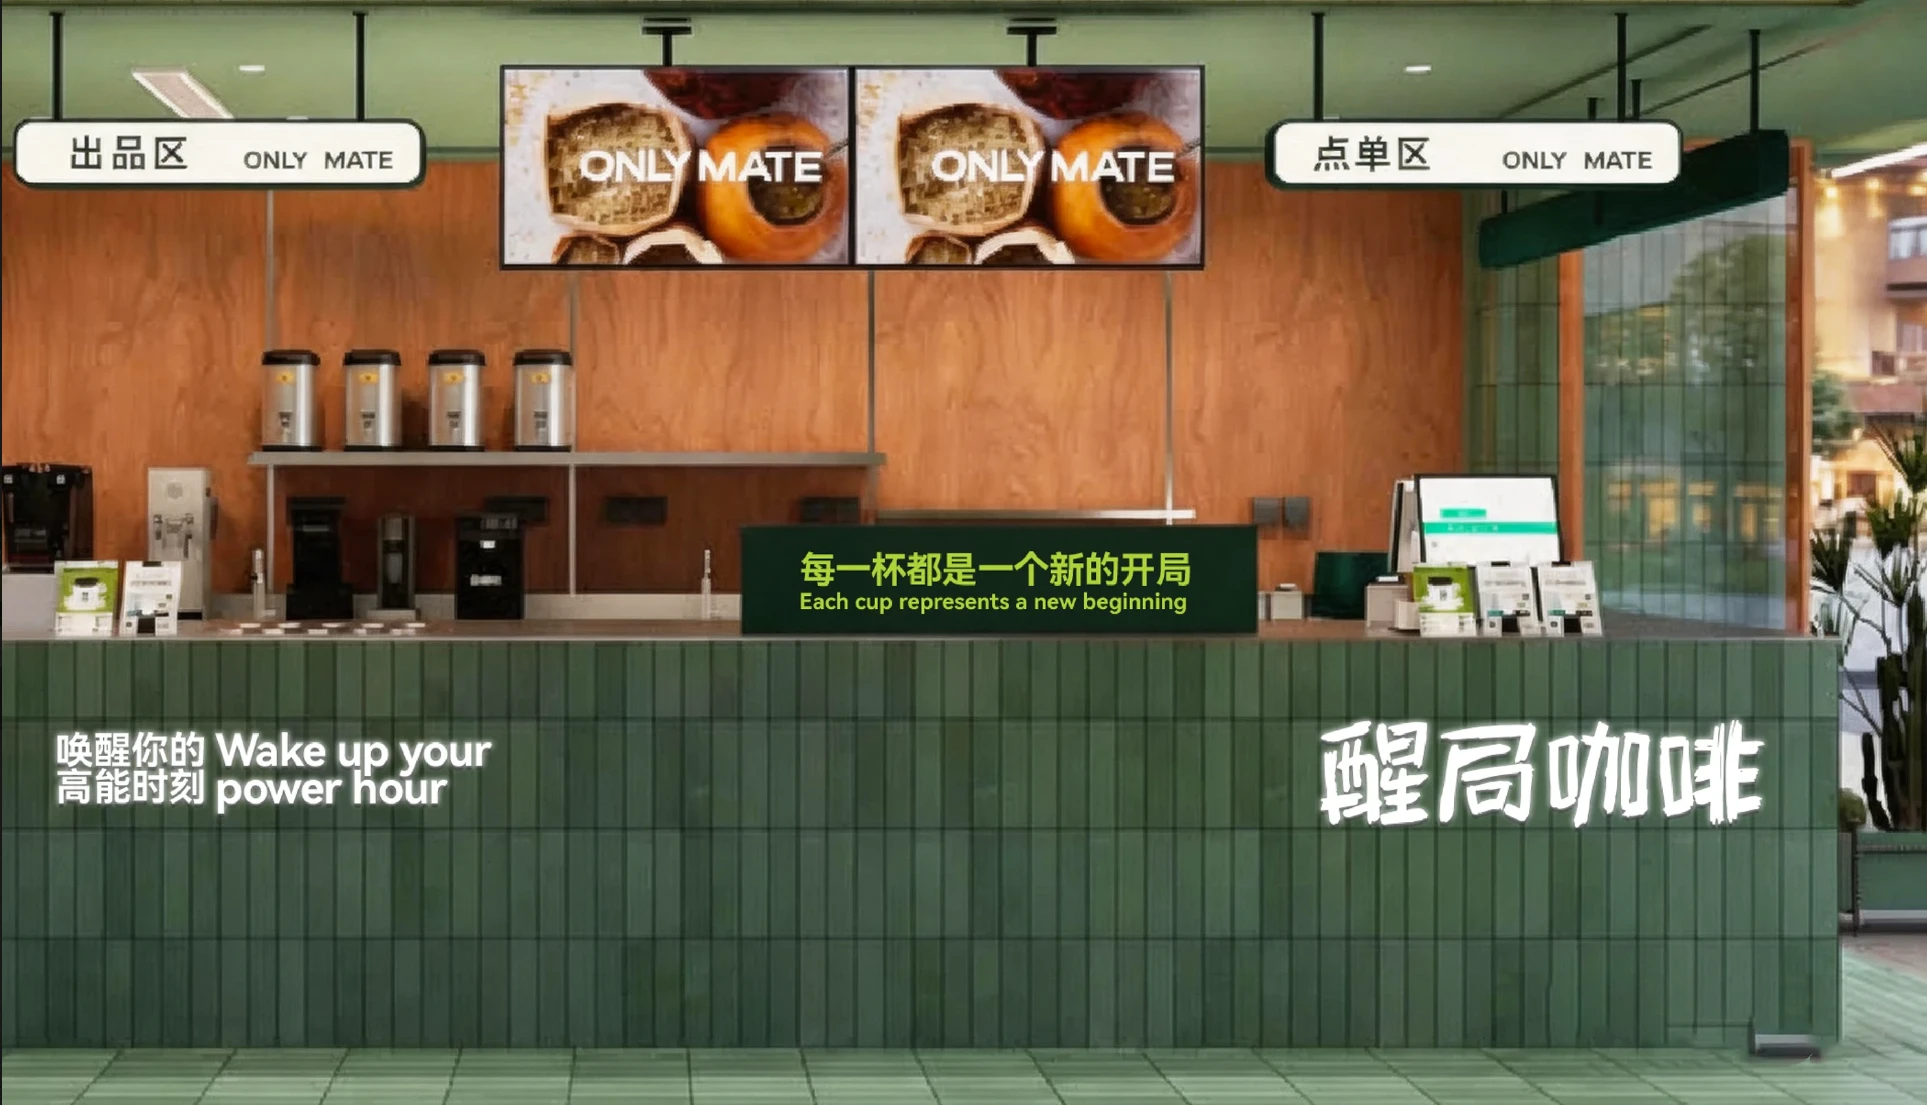 出品区 ONLY MATE
ONLY MATE
ONLY MATE
点单区 ONLY MATE
每一杯都是一个新的开局
Each cup represents a new beginning
唤醒你的 Wake up your
高能时刻 power hour
醒局咖啡